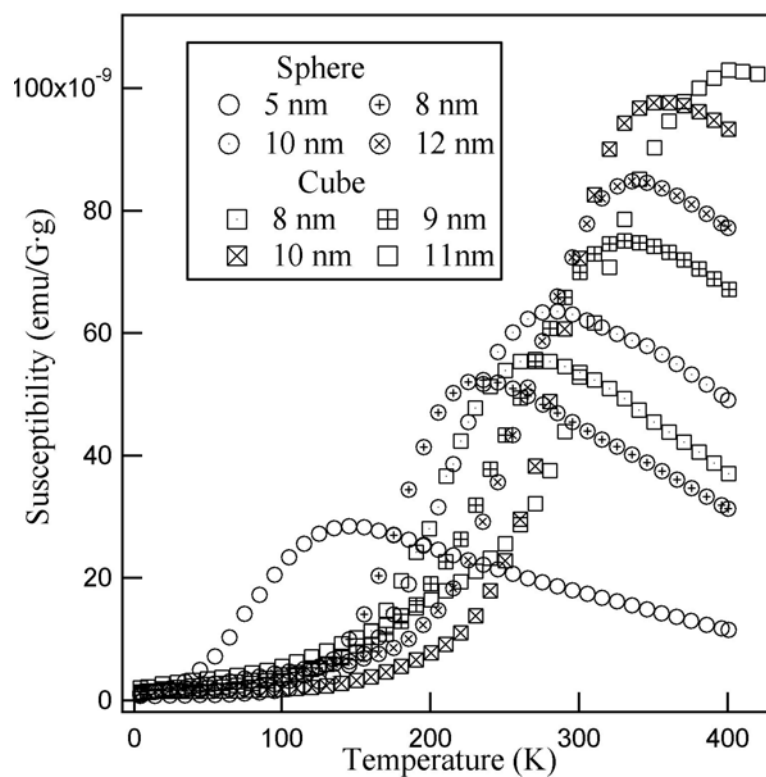 100x10⁻⁹
80
60
40
20
0
Susceptibility (emu/G·g)
Sphere
5 nm 8 nm
10 nm 12 nm
Cube
8 nm 9 nm
10 nm 11nm
0 100 200 300 400
Temperature (K)